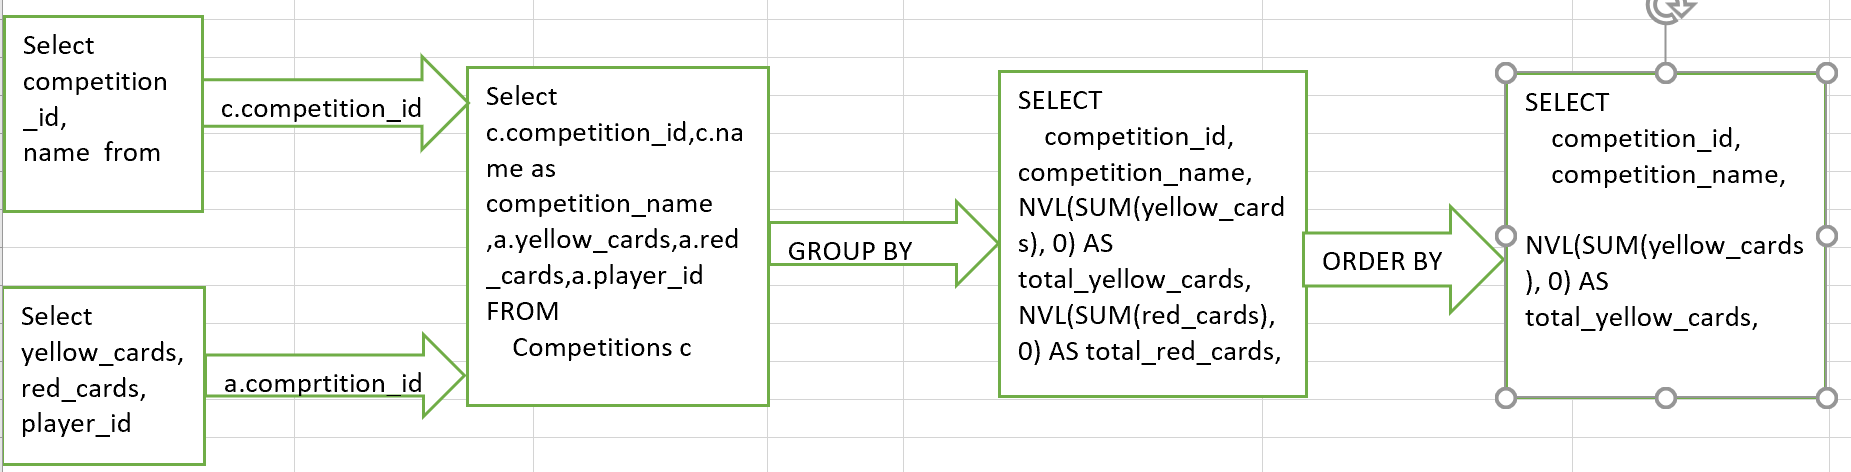 Select
competition
_id,
name  from
c.competition_id
Select
yellow_cards,
red_cards,
player_id
a.comprtition_id
Select
c.competition_id,c.na
me as
competition_name
,a.yellow_cards,a.red
_cards,a.player_id
FROM
Competitions c
GROUP BY
SELECT
competition_id,
competition_name,
NVL(SUM(yellow_card
s), 0) AS
total_yellow_cards,
NVL(SUM(red_cards),
0) AS total_red_cards,
ORDER BY
SELECT
competition_id,
competition_name,
NVL(SUM(yellow_cards
), 0) AS
total_yellow_cards,